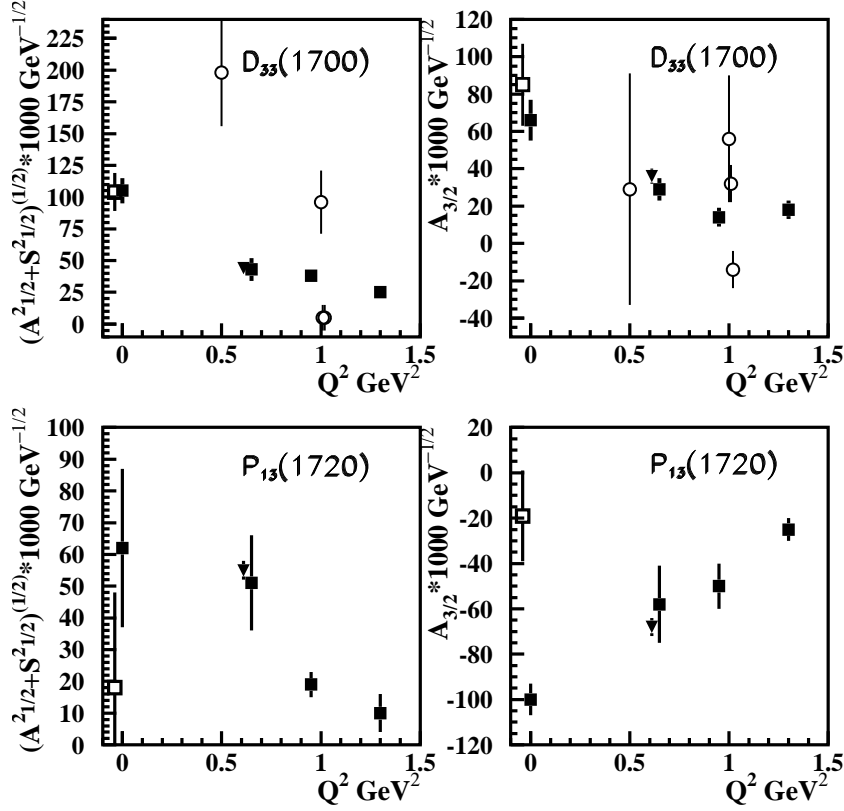 (A²1/2+S²1/2)^(1/2)*1000 GeV^−1/2
225
200
175
150
125
100
75
50
25
0
D₃₃(1700)
0 0.5 1 1.5
Q² GeV²
A₃/₂*1000 GeV^−1/2
100
80
60
40
20
0
-20
-40
D₃₃(1700)
0 0.5 1 1.5
Q² GeV²
(A²1/2+S²1/2)^(1/2)*1000 GeV^−1/2
100
90
80
70
60
50
40
30
20
10
0
P₁₃(1720)
0 0.5 1 1.5
Q² GeV²
A₃/₂*1000 GeV^−1/2
20
0
-20
-40
-60
-80
-100
-120
P₁₃(1720)
0 0.5 1 1.5
Q² GeV²